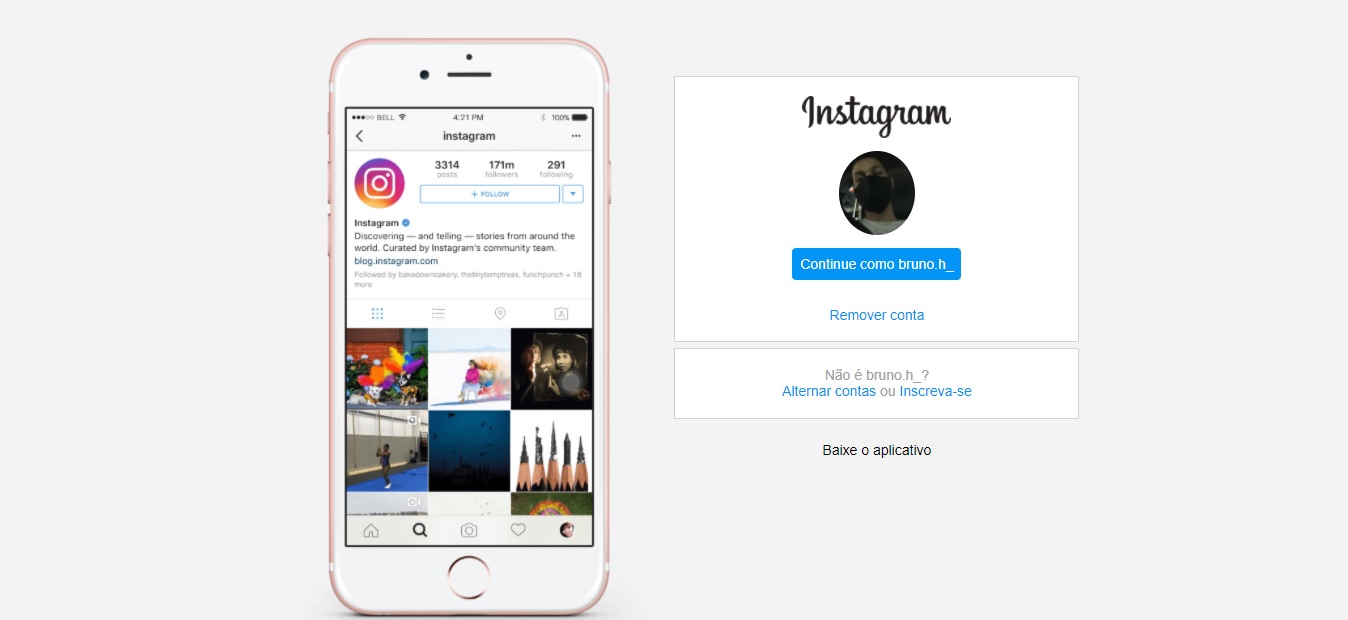 BELL 4:21 PM 100%
instagram
3314 171m 291
posts followers following
+ FOLLOW
Instagram
Discovering — and telling — stories from around the
world. Curated by Instagram's community team.
blog.instagram.com
Followed by bakedowncakery, thetinytemptress, funchpunch + 18
more
Instagram
Continue como bruno.h_
Remover conta
Não é bruno.h_?
Alternar contas ou Inscreva-se
Baixe o aplicativo